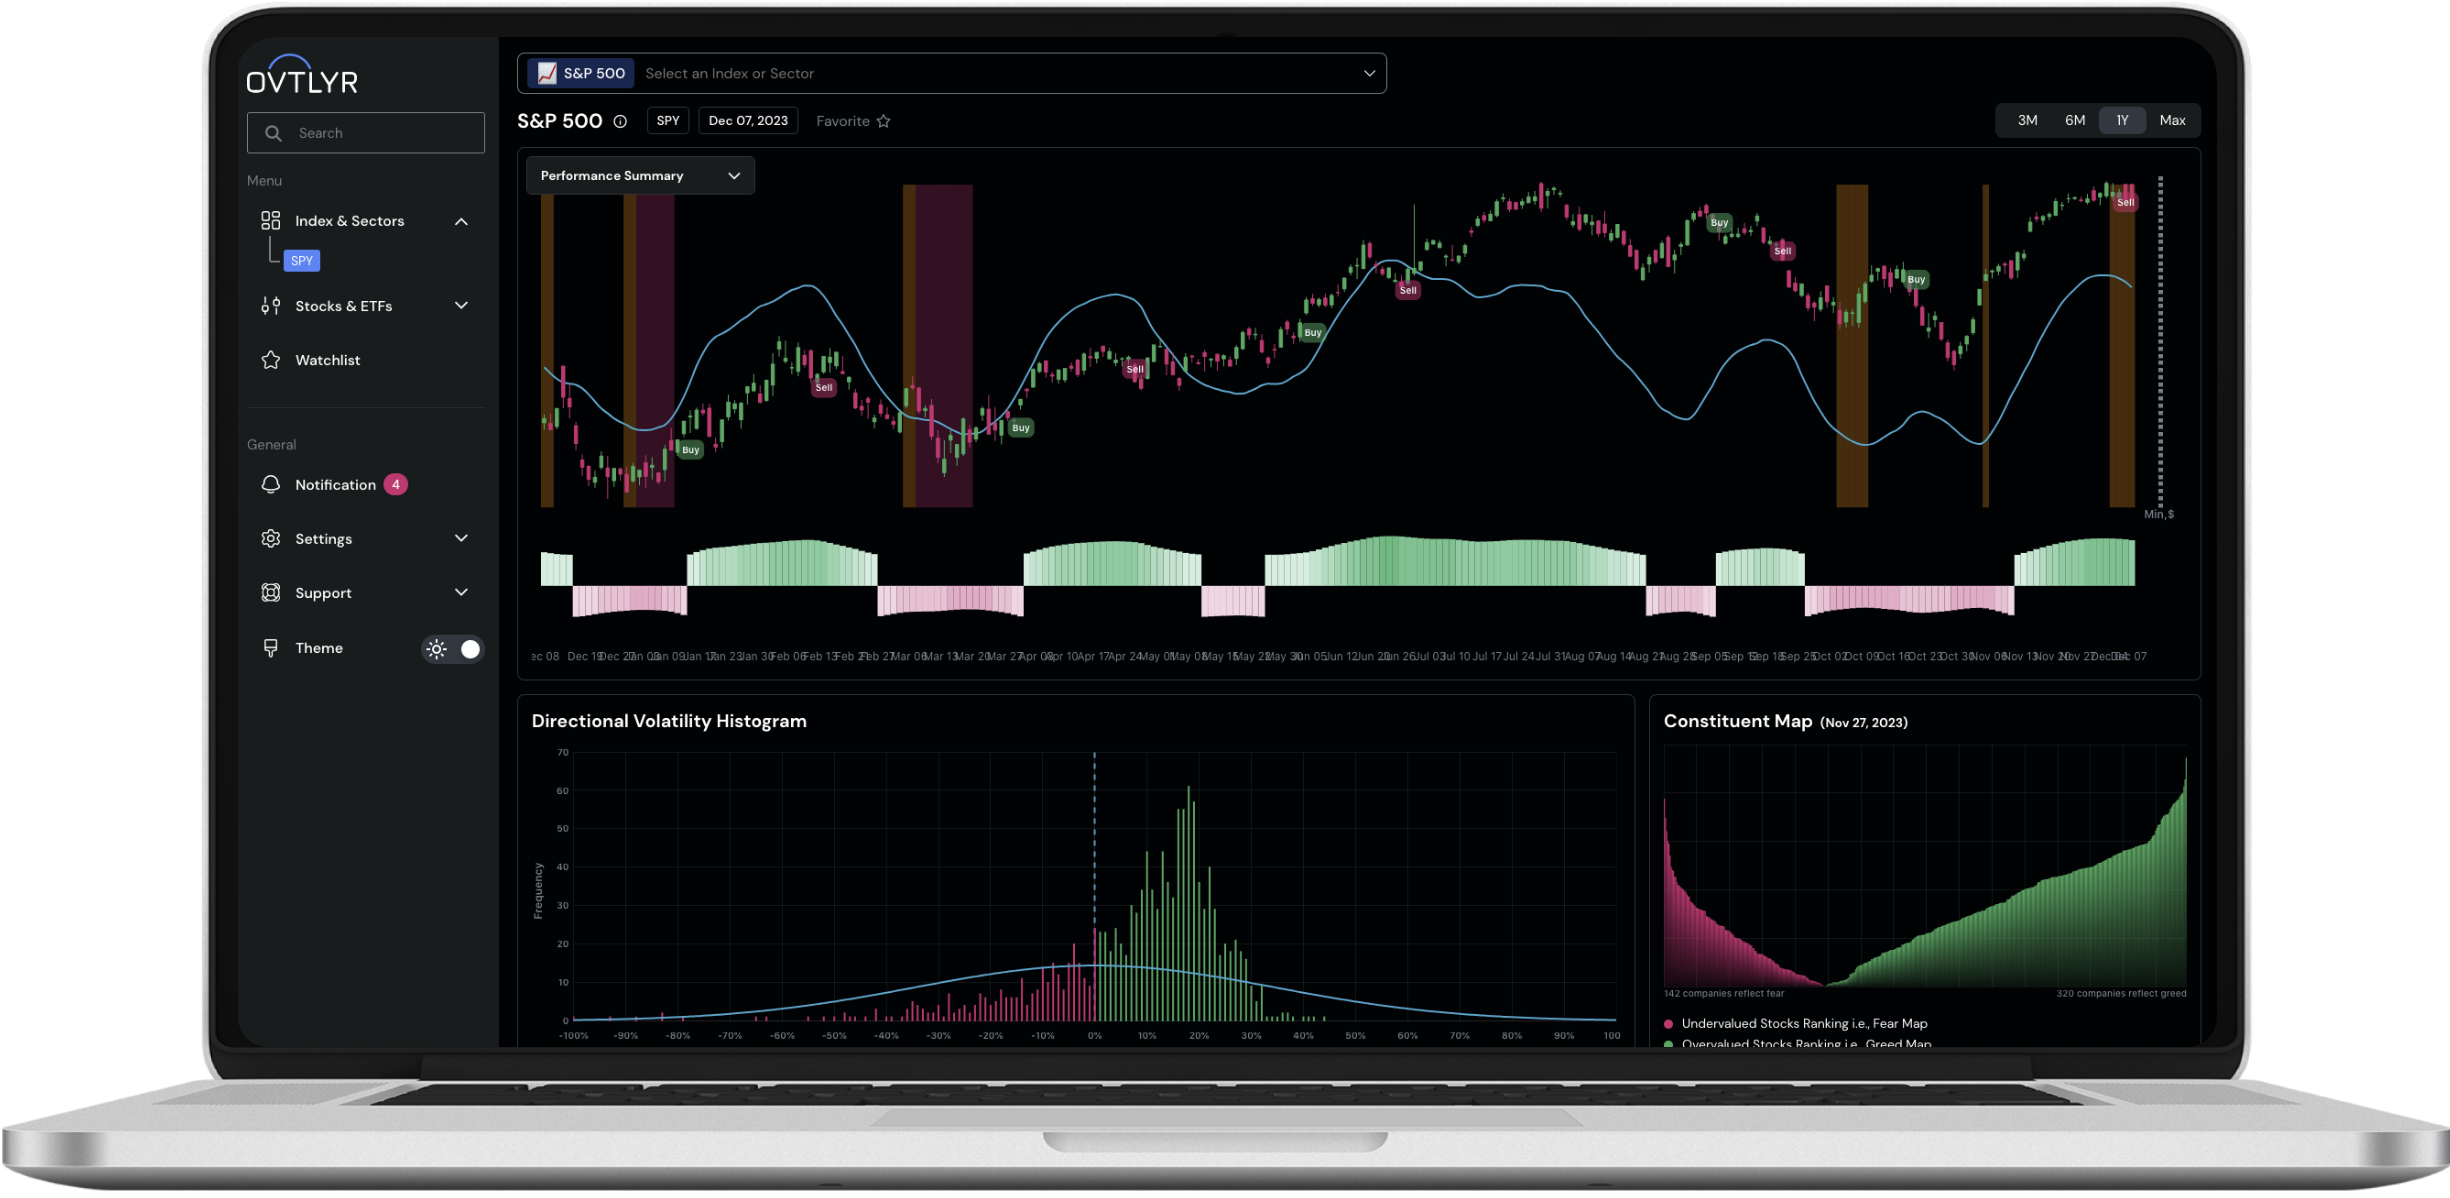 OVTLYR
Search
Menu
Index & Sectors
SPY
Stocks & ETFs
Watchlist
General
Notification 4
Settings
Support
Theme
S&P 500 Select an Index or Sector
S&P 500 SPY Dec 07, 2023 Favorite
3M 6M 1Y Max
Performance Summary
Sell
Buy
Sell
Buy
Sell
Buy
Sell
Buy
Sell
Buy
Buy
Min,$
ec 08 Dec 19 Dec 27 Jan 03 Jan 09 Jan 17 Jan 23 Jan 30 Feb 06 Feb 13 Feb 21 Feb 27 Mar 06 Mar 13 Mar 20 Mar 27 Apr 03 Apr 10 Apr 17 Apr 24 May 01 May 08 May 15 May 22 May 30 Jun 05 Jun 12 Jun 20 Jun 26 Jul 03 Jul 10 Jul 17 Jul 24 Jul 31 Aug 07 Aug 14 Aug 21 Aug 28 Sep 05 Sep 12 Sep 18 Sep 25 Oct 02 Oct 09 Oct 16 Oct 23 Oct 30 Nov 06 Nov 13 Nov 20 Nov 27 Dec 04 Dec 07
Directional Volatility Histogram
70
60
50
40
30
20
10
0
Frequency
-100% -90% -80% -70% -60% -50% -40% -30% -20% -10% 0% 10% 20% 30% 40% 50% 60% 70% 80% 90% 100
Constituent Map (Nov 27, 2023)
142 companies reflect fear 320 companies reflect greed
Undervalued Stocks Ranking i.e., Fear Map
Overvalued Stocks Ranking i.e., Greed Map